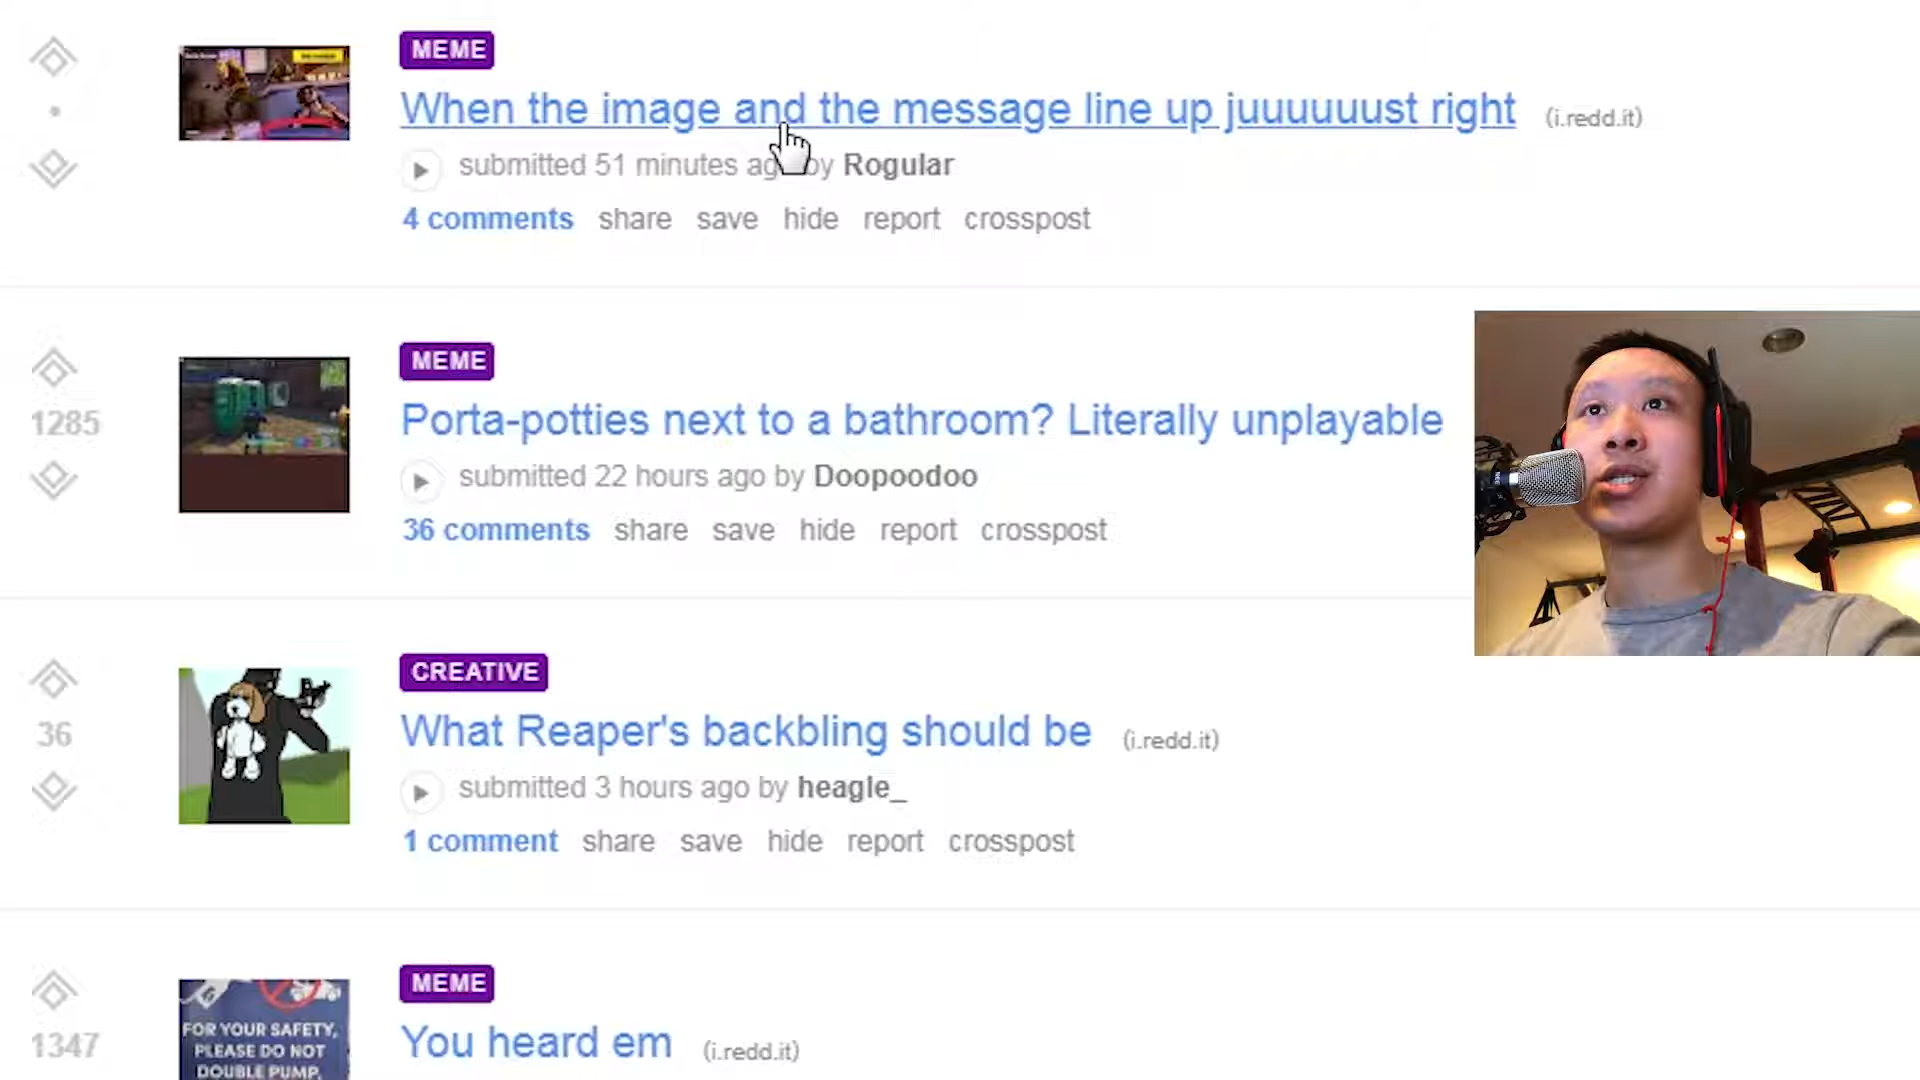 MEME
When the image and the message line up juuuuuust right (i.redd.it)
submitted 51 minutes ago by Rogular
4 comments share save hide report crosspost
MEME
1285
Porta-potties next to a bathroom? Literally unplayable
submitted 22 hours ago by Doopoodoo
36 comments share save hide report crosspost
CREATIVE
36
What Reaper's backbling should be (i.redd.it)
submitted 3 hours ago by heagle_
1 comment share save hide report crosspost
MEME
1347
You heard em (i.redd.it)
FOR YOUR SAFETY,
PLEASE DO NOT
DOUBLE PUMP.